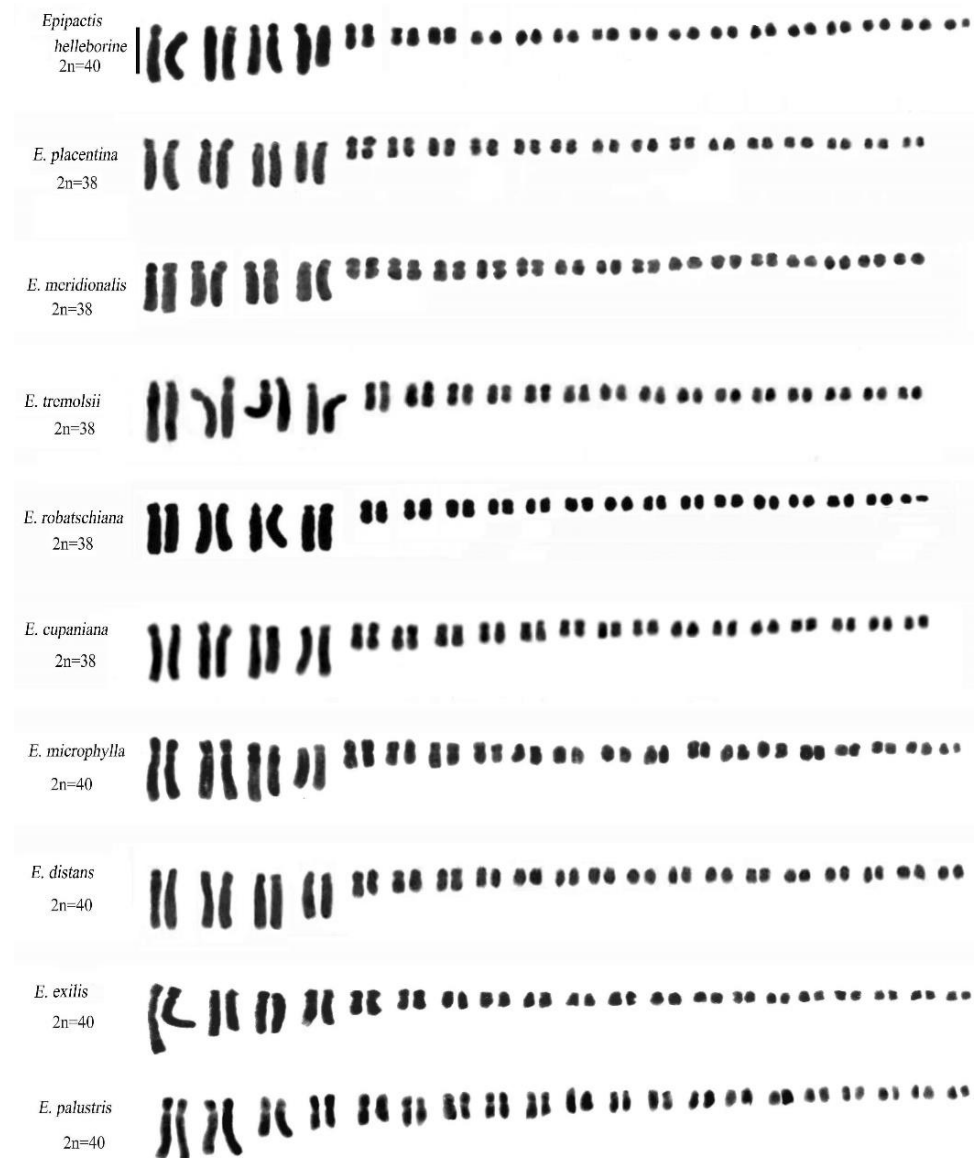 Epipactis
helleborine
2n=40
E. placentina
2n=38
E. meridionalis
2n=38
E. tremolsii
2n=38
E. robatschiana
2n=38
E. cupaniana
2n=38
E. microphylla
2n=40
E. distans
2n=40
E. exilis
2n=40
E. palustris
2n=40